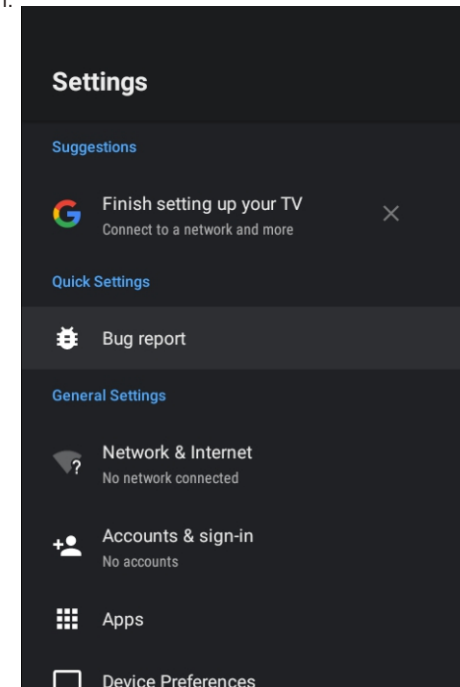 Settings
Suggestions
Finish setting up your TV
Connect to a network and more
Quick Settings
Bug report
General Settings
Network & Internet
No network connected
Accounts & sign-in
No accounts
Apps
Device Preferences